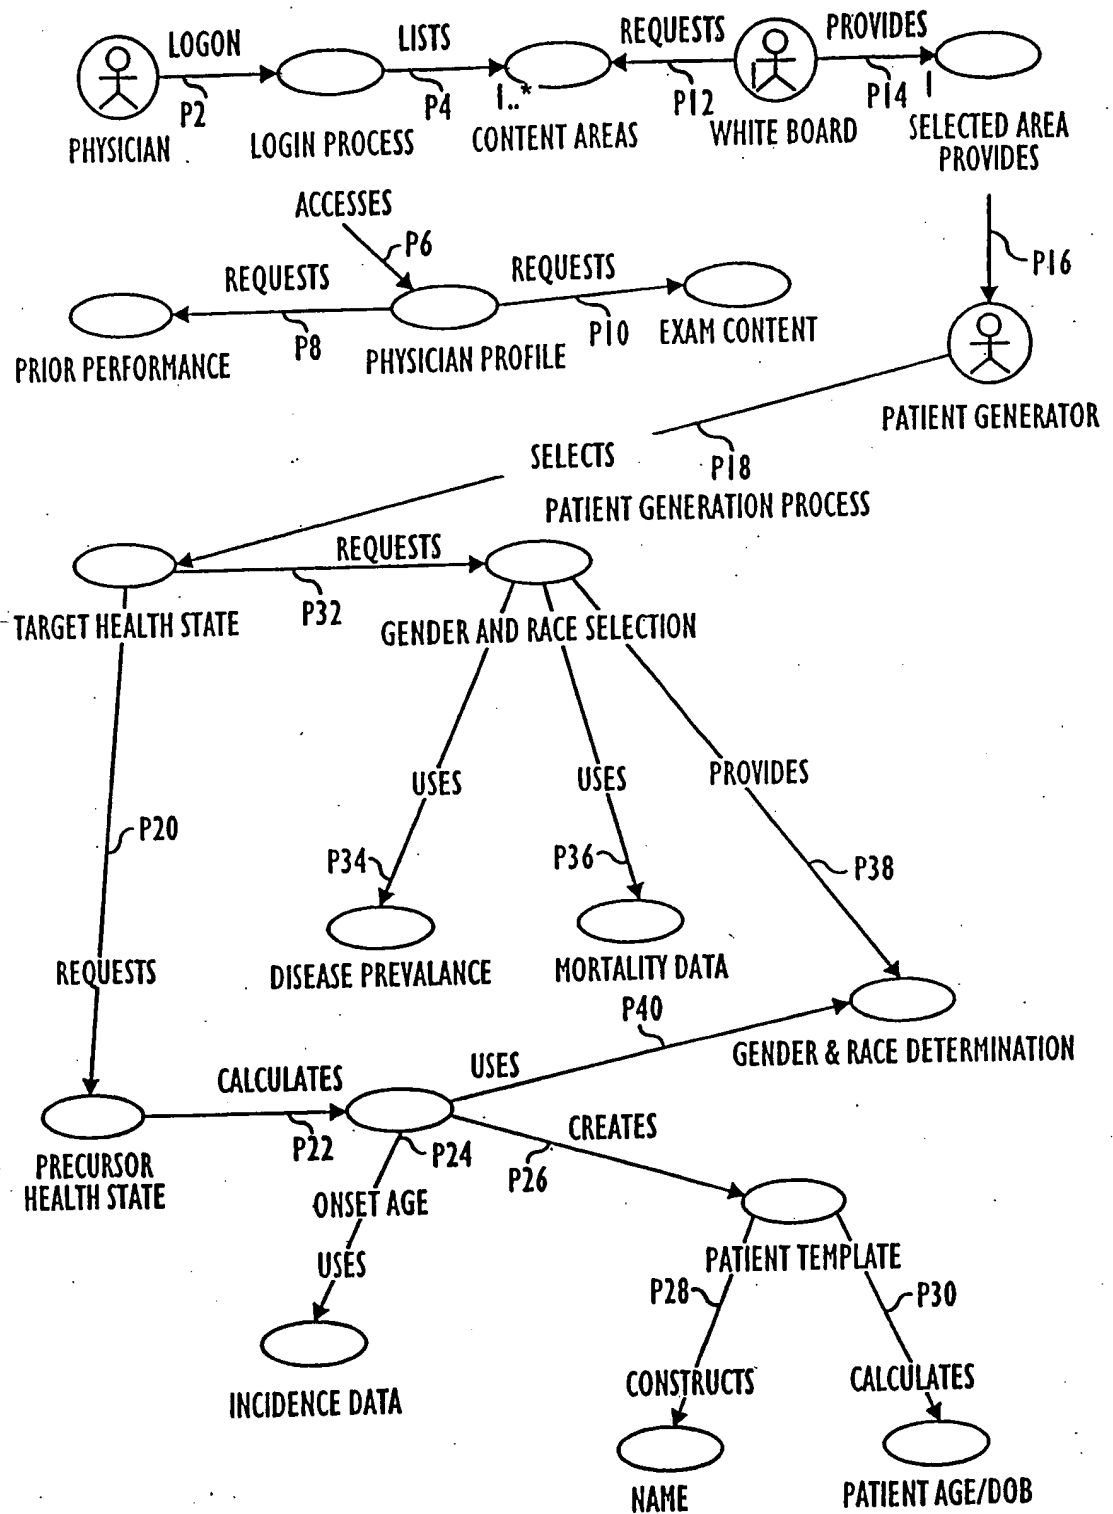 LOGON
LISTS
REQUESTS
PROVIDES
P2
P4
1..*
P12
P14
1
PHYSICIAN
LOGIN PROCESS
CONTENT AREAS
WHITE BOARD
SELECTED AREA
PROVIDES
ACCESSES
P6
P16
REQUESTS
REQUESTS
P8
P10
PRIOR PERFORMANCE
PHYSICIAN PROFILE
EXAM CONTENT
PATIENT GENERATOR
SELECTS
P18
PATIENT GENERATION PROCESS
REQUESTS
P32
TARGET HEALTH STATE
GENDER AND RACE SELECTION
USES
USES
PROVIDES
P20
P34
P36
P38
REQUESTS
DISEASE PREVALANCE
MORTALITY DATA
P40
GENDER & RACE DETERMINATION
CALCULATES
USES
P22
P24
CREATES
P26
PRECURSOR
HEALTH STATE
ONSET AGE
USES
PATIENT TEMPLATE
P28
P30
INCIDENCE DATA
CONSTRUCTS
CALCULATES
NAME
PATIENT AGE/DOB